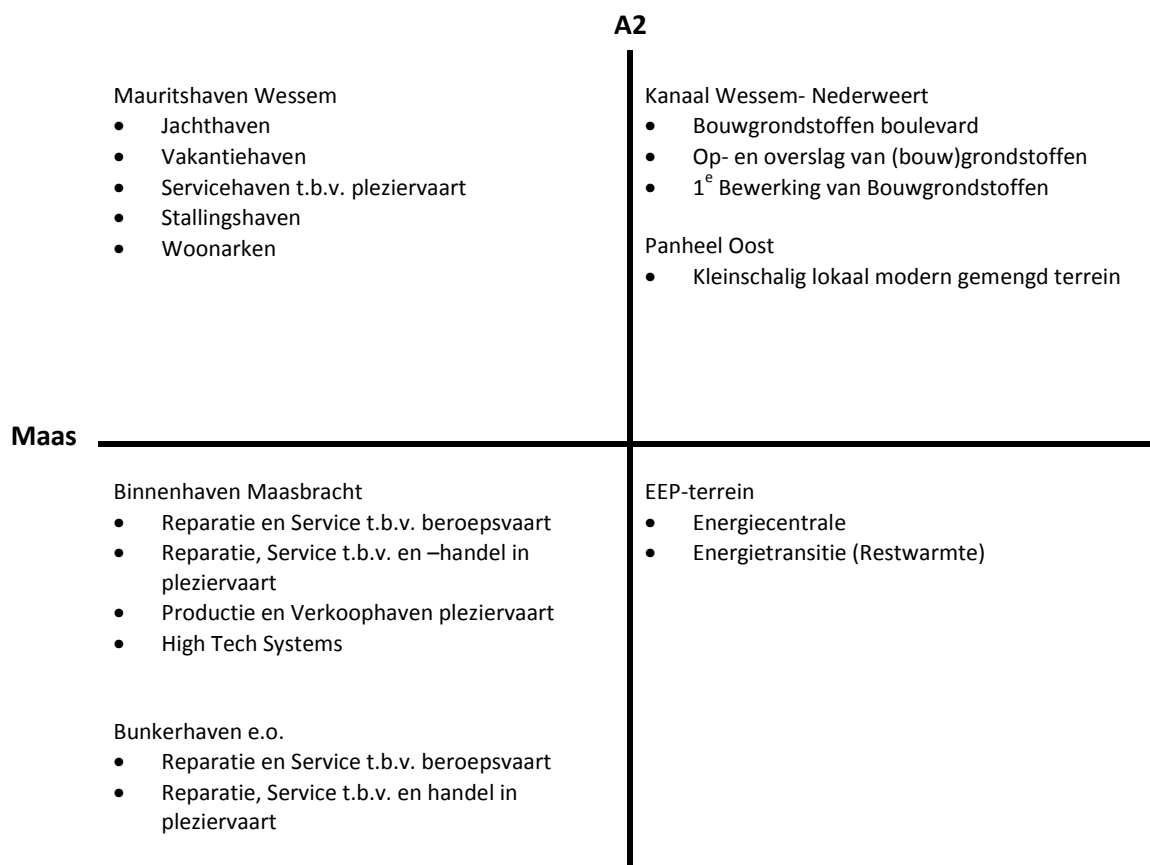 A2
Mauritshaven Wessem
• Jachthaven
• Vakantiehaven
• Servicehaven t.b.v. pleziervaart
• Stallingshaven
• Woonarken
Kanaal Wessem- Nederweert
• Bouwgrondstoffen boulevard
• Op- en overslag van (bouw)grondstoffen
• 1e Bewerking van Bouwgrondstoffen
Panheel Oost
• Kleinschalig lokaal modern gemengd terrein
Maas
Binnenhaven Maasbracht
• Reparatie en Service t.b.v. beroepsvaart
• Reparatie, Service t.b.v. en –handel in
pleziervaart
• Productie en Verkoophaven pleziervaart
• High Tech Systems
Bunkerhaven e.o.
• Reparatie en Service t.b.v. beroepsvaart
• Reparatie, Service t.b.v. en handel in
pleziervaart
EEP-terrein
• Energiecentrale
• Energietransitie (Restwarmte)